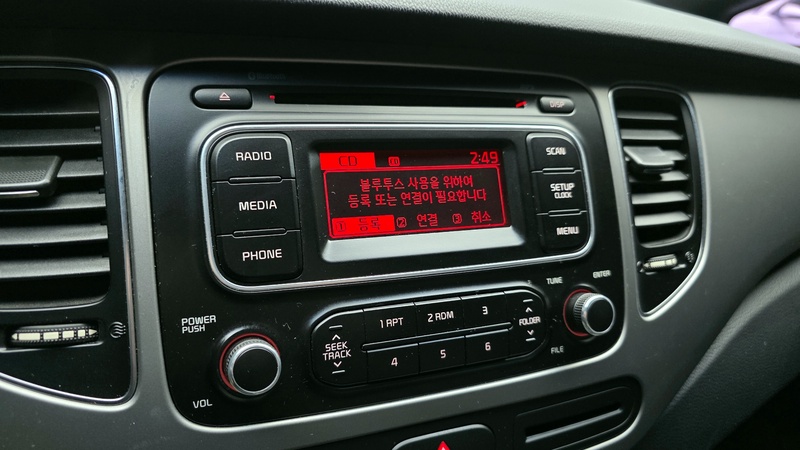 DISP
RADIO
MEDIA
PHONE
CD
CD
2:49
블루투스 사용을 위하여
등록 또는 연결이 필요합니다
1 등록 2 연결 3 취소
SCAN
SETUP
CLOCK
MENU
POWER
PUSH
VOL
SEEK
TRACK
1 RPT
2 RDM
3
4
5
6
FOLDER
TUNE
ENTER
FILE